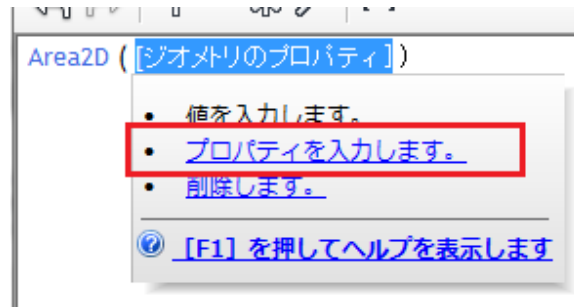 Area2D ( [ジオメトリのプロパティ] )
• 値を入力します。
• プロパティを入力します。
• 削除します。
[F1] を押してヘルプを表示します